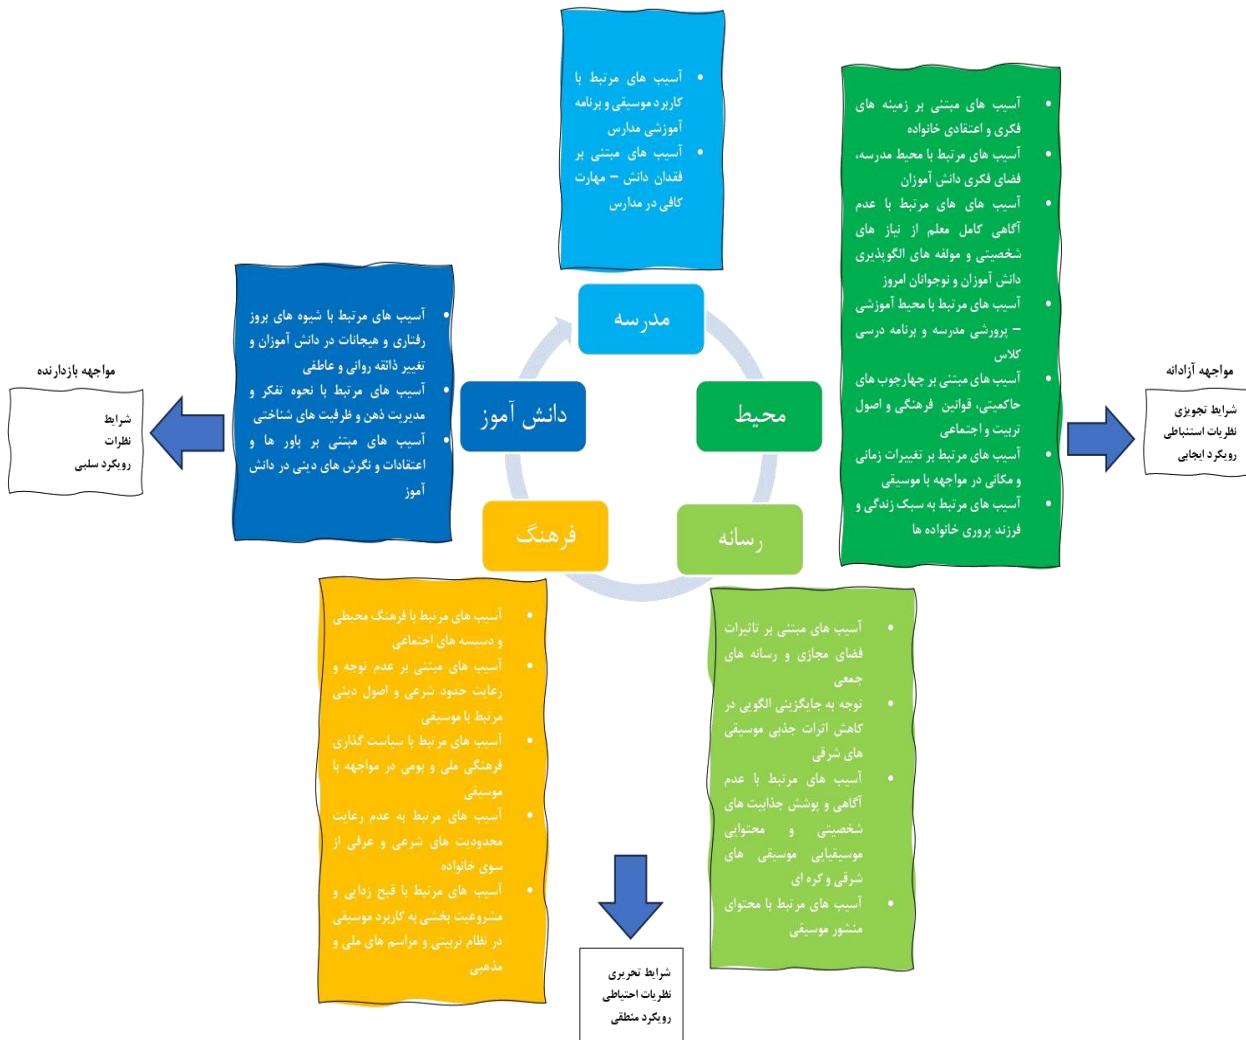 آسیب های مرتبط با
کاربرد موسیقی و برنامه
آموزشی مدارس
آسیب های مبتنی بر
فقدان دانش – مهارت
کافی در مدارس
آسیب های مبتنی بر زمینه های
فکری و اعتقادی خانواده
آسیب های مرتبط با محیط مدرسه،
فضای فکری دانش آموزان
آسیب های های مرتبط با عدم
آگاهی کامل معلم از نیاز های
شخصیتی و مولفه های الگوپذیری
دانش آموزان و نوجوانان امروز
آسیب های مرتبط با محیط آموزشی
– پرورشی مدرسه و برنامه درسی
کلاس
آسیب های مبتنی بر چهارچوب های
حاکمیتی، قوانین فرهنگی و اصول
تربیت و اجتماعی
آسیب های مرتبط بر تغییرات زمانی
و مکانی در مواجهه با موسیقی
آسیب های مرتبط به سبک زندگی و
فرزند پروری خانواده ها
مواجهه آزادانه
شرایط تجویزی
نظریات استنباطی
رویکرد ایجابی
مدرسه
محیط
رسانه
فرهنگ
دانش آموز
آسیب های مرتبط با شیوه های بروز
رفتاری و هیجانات در دانش آموزان و
تغییر ذائقه روانی و عاطفی
آسیب های مرتبط با نحوه تفکر و
مدیریت ذهن و ظرفیت های شناختی
آسیب های مبتنی بر باور ها و
اعتقادات و نگرش های دینی در دانش
آموز
مواجهه بازدارنده
شرایط
نظرات
رویکرد سلبی
آسیب های مبتنی بر تاثیرات
فضای مجازی و رسانه های
جمعی
توجه به جایگزینی الگویی در
کاهش اثرات جذبی موسیقی
های شرقی
آسیب های مرتبط با عدم
آگاهی و پوشش جذابیت های
شخصیتی و محتوایی
موسیقیایی موسیقی های
شرقی و کره ای
آسیب های مرتبط با محتوای
منشور موسیقی
آسیب های مرتبط با فرهنگ محیطی
و دسیسه های اجتماعی
آسیب های مبتنی بر عدم توجه و
رعایت حدود شرعی و اصول دینی
مرتبط با موسیقی
آسیب های مرتبط با سیاست گذاری
فرهنگی ملی و بومی در مواجهه با
موسیقی
آسیب های مرتبط به عدم رعایت
محدودیت های شرعی و عرفی از
سوی خانواده
آسیب های مرتبط با قبح زدایی و
مشروعیت بخشی به کاربرد موسیقی
در نظام تربیتی و مراسم های ملی و
مذهبی
شرایط تحریری
نظریات احتیاطی
رویکرد منطقی